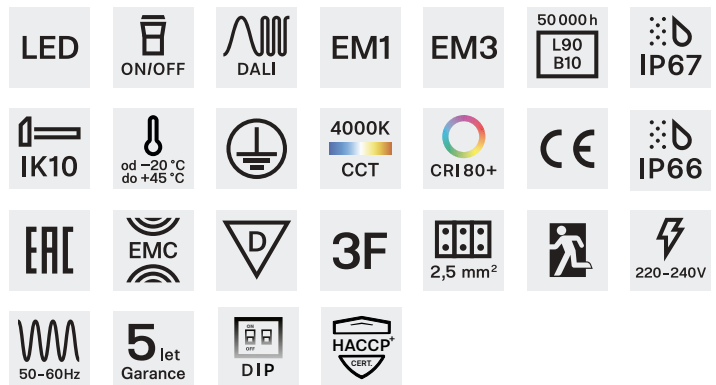 LED
ON/OFF
DALI
EM1
EM3
50 000 h
L90
B10
IP67
IK10
od −20 °C
do +45 °C
4000K
CCT
CRI 80+
CE
IP66
EAC
EMC
D
3F
2,5 mm²
220–240V
50–60Hz
5 let
Garance
ON
OFF
DIP
HACCP+
CERT.